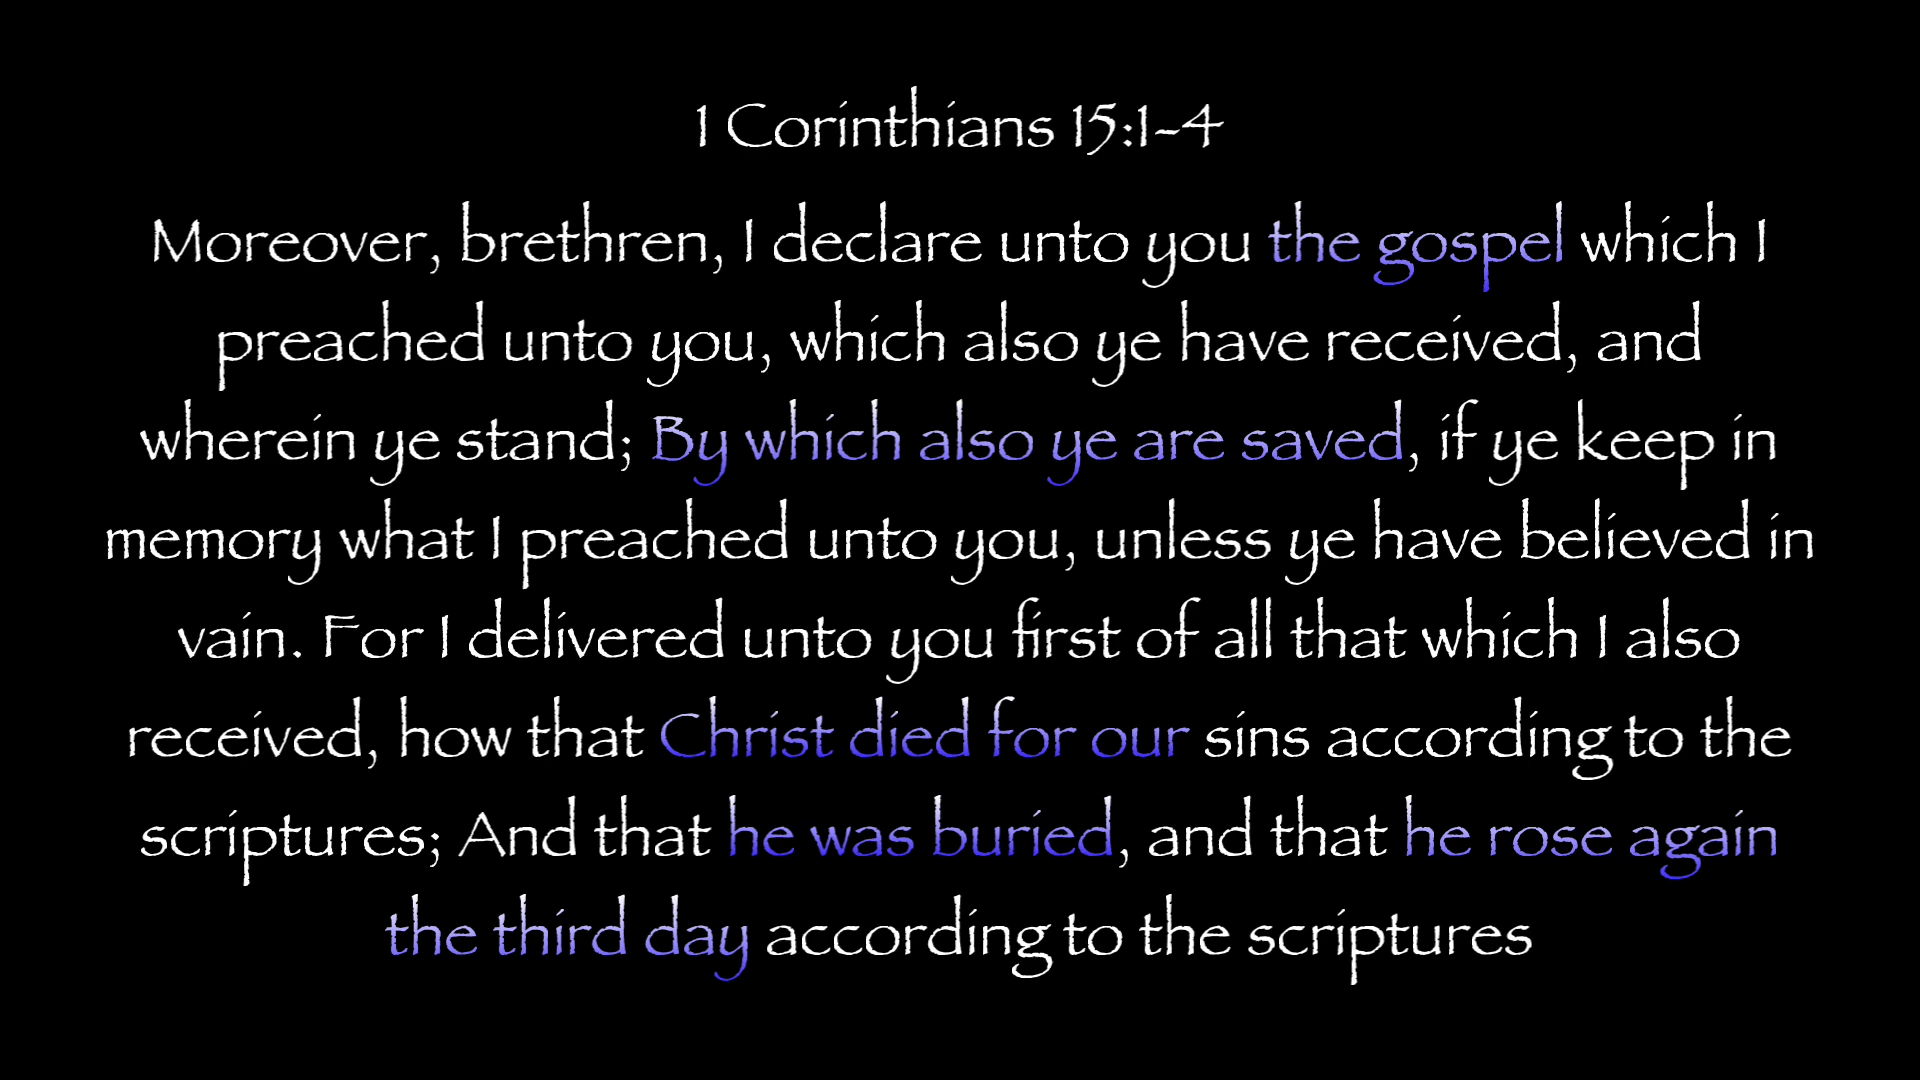 1 Corinthians 15:1-4
Moreover, brethren, I declare unto you the gospel which I
preached unto you, which also ye have received, and
wherein ye stand; By which also ye are saved, if ye keep in
memory what I preached unto you, unless ye have believed in
vain. For I delivered unto you first of all that which I also
received, how that Christ died for our sins according to the
scriptures; And that he was buried, and that he rose again
the third day according to the scriptures